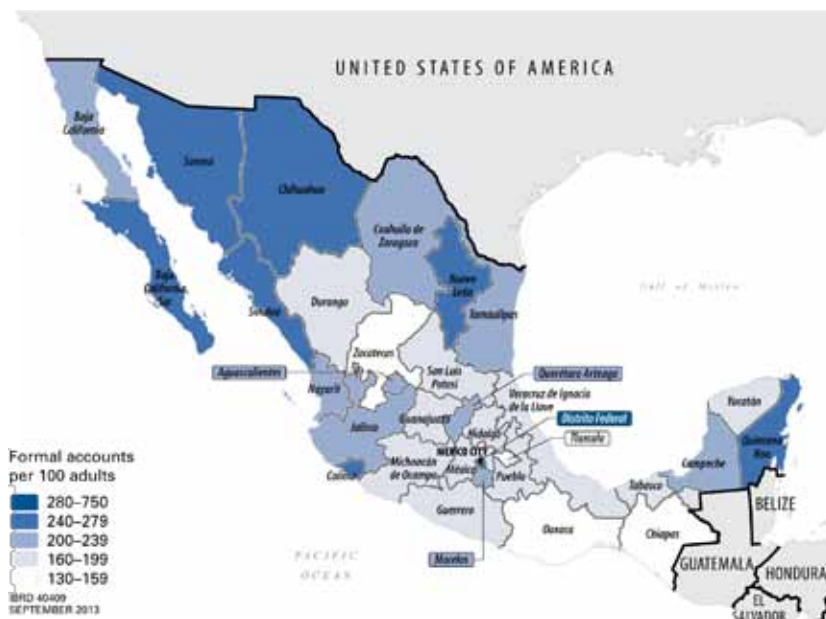 UNITED STATES OF AMERICA
Baja
California
Sonora
Chihuahua
Coahuila de
Zaragoza
Nuevo
León
Tamaulipas
Baja
California
Sur
Sinaloa
Durango
Zacatecas
San Luis
Potosí
Gulf of Mexico
Aguascalientes
Nayarit
Querétaro Arteaga
Veracruz de Ignacio
de la Llave
Distrito Federal
Tlaxcala
Jalisco
Guanajuato
Hidalgo
MEXICO CITY
México
Michoacán
de Ocampo
Colima
Puebla
Guerrero
Morelos
Oaxaca
Chiapas
Tabasco
Campeche
Yucatán
Quintana
Roo
PACIFIC
OCEAN
BELIZE
GUATEMALA
HONDURA
EL
SALVADOR
Formal accounts
per 100 adults
280–750
240–279
200–239
160–199
130–159
IBRD 40409
SEPTEMBER 2013